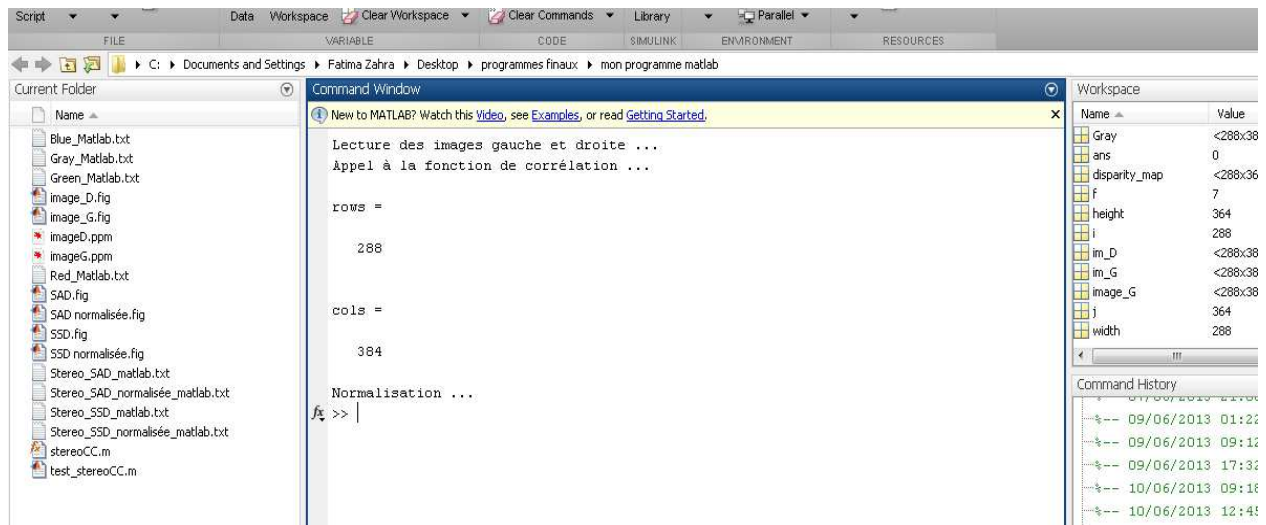 Script Data Workspace Clear Workspace Clear Commands Library Parallel
FILE VARIABLE CODE SIMULINK ENVIRONMENT RESOURCES
C: Documents and Settings Fatima Zahra Desktop programmes finaux mon programme matlab
Current Folder
Name
Blue_Matlab.txt
Gray_Matlab.txt
Green_Matlab.txt
image_D.fig
image_G.fig
imageD.ppm
imageG.ppm
Red_Matlab.txt
SAD.fig
SAD normalisée.fig
SSD.fig
SSD normalisée.fig
Stereo_SAD_matlab.txt
Stereo_SAD_normalisée_matlab.txt
Stereo_SSD_matlab.txt
Stereo_SSD_normalisée_matlab.txt
stereoCC.m
test_stereoCC.m
Command Window
New to MATLAB? Watch this Video, see Examples, or read Getting Started.
Lecture des images gauche et droite ...
Appel à la fonction de corrélation ...
rows =
288
cols =
384
Normalisation ...
fx >>
Workspace
Name Value
Gray <288x38
ans 0
disparity_map <288x36
f 7
height 364
i 288
im_D <288x38
im_G <288x38
image_G <288x38
j 364
width 288
Command History
%-- 09/06/2013 01:22
%-- 09/06/2013 09:12
%-- 09/06/2013 17:32
%-- 10/06/2013 09:18
%-- 10/06/2013 12:45